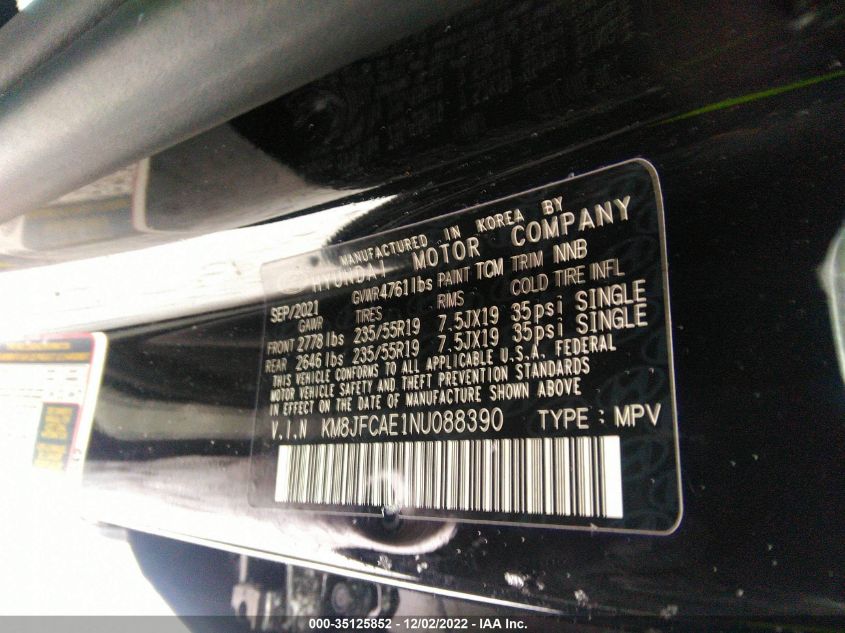 MANUFACTURED IN KOREA BY
HYUNDAI MOTOR COMPANY
SEP/2021 GVWR 4761lbs PAINT TCM TRIM NNB
GAWR TIRES RIMS COLD TIRE INFL
FRONT 2778 lbs 235/55R19 7.5JX19 35psi SINGLE
REAR 2646 lbs 235/55R19 7.5JX19 35psi SINGLE
THIS VEHICLE CONFORMS TO ALL APPLICABLE U.S.A. FEDERAL
MOTOR VEHICLE SAFETY AND THEFT PREVENTION STANDARDS
IN EFFECT ON THE DATE OF MANUFACTURE SHOWN ABOVE
V.I.N KM8JFCAE1NU088390 TYPE : MPV
000-35125852 - 12/02/2022 - IAA Inc.